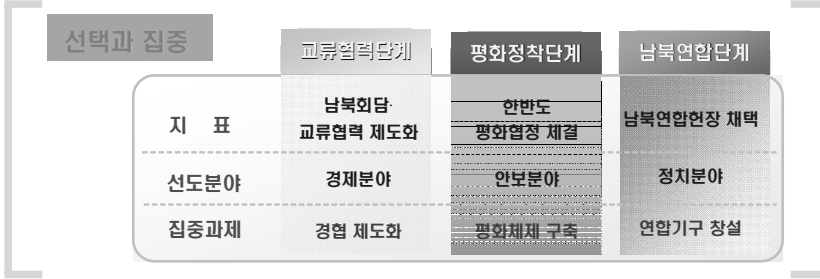 선택과 집중
교류협력단계 평화정착단계 남북연합단계
지 표 남북회담· 교류협력 제도화 한반도 평화협정 체결 남북연합헌장 채택
선도분야 경제분야 안보분야 정치분야
집중과제 경협 제도화 평화체제 구축 연합기구 창설